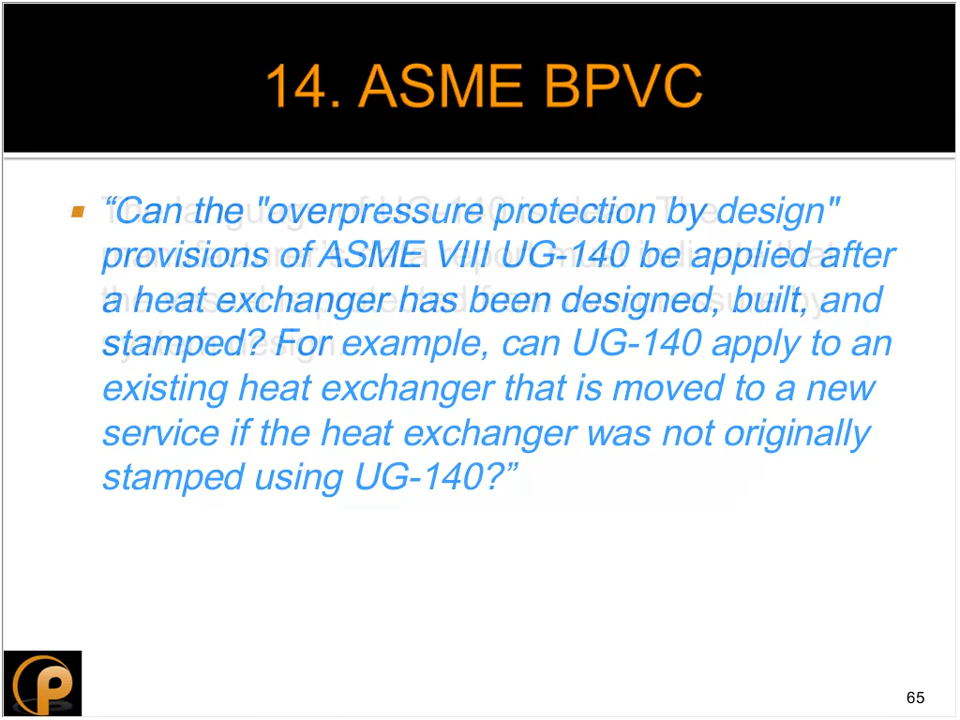 14. ASME BPVC
“Can the "overpressure protection by design"
provisions of ASME VIII UG-140 be applied after
a heat exchanger has been designed, built, and
stamped? For example, can UG-140 apply to an
existing heat exchanger that is moved to a new
service if the heat exchanger was not originally
stamped using UG-140?”
P
65